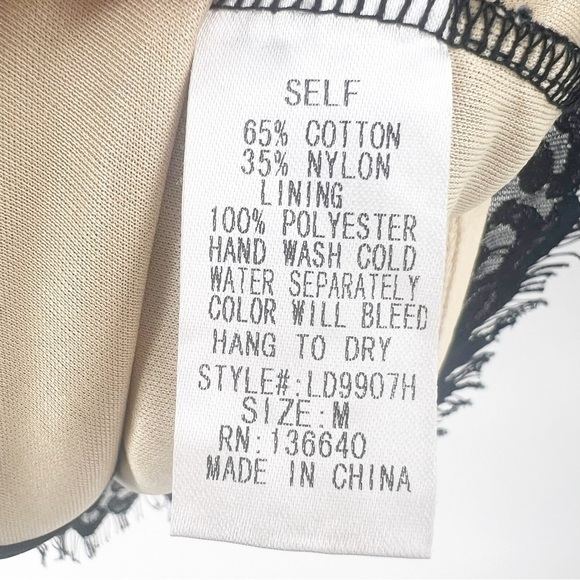 SELF
65% COTTON
35% NYLON
LINING
100% POLYESTER
HAND WASH COLD
WATER SEPARATELY
COLOR WILL BLEED
HANG TO DRY
STYLE#:LD9907H
SIZE:M
RN:136640
MADE IN CHINA